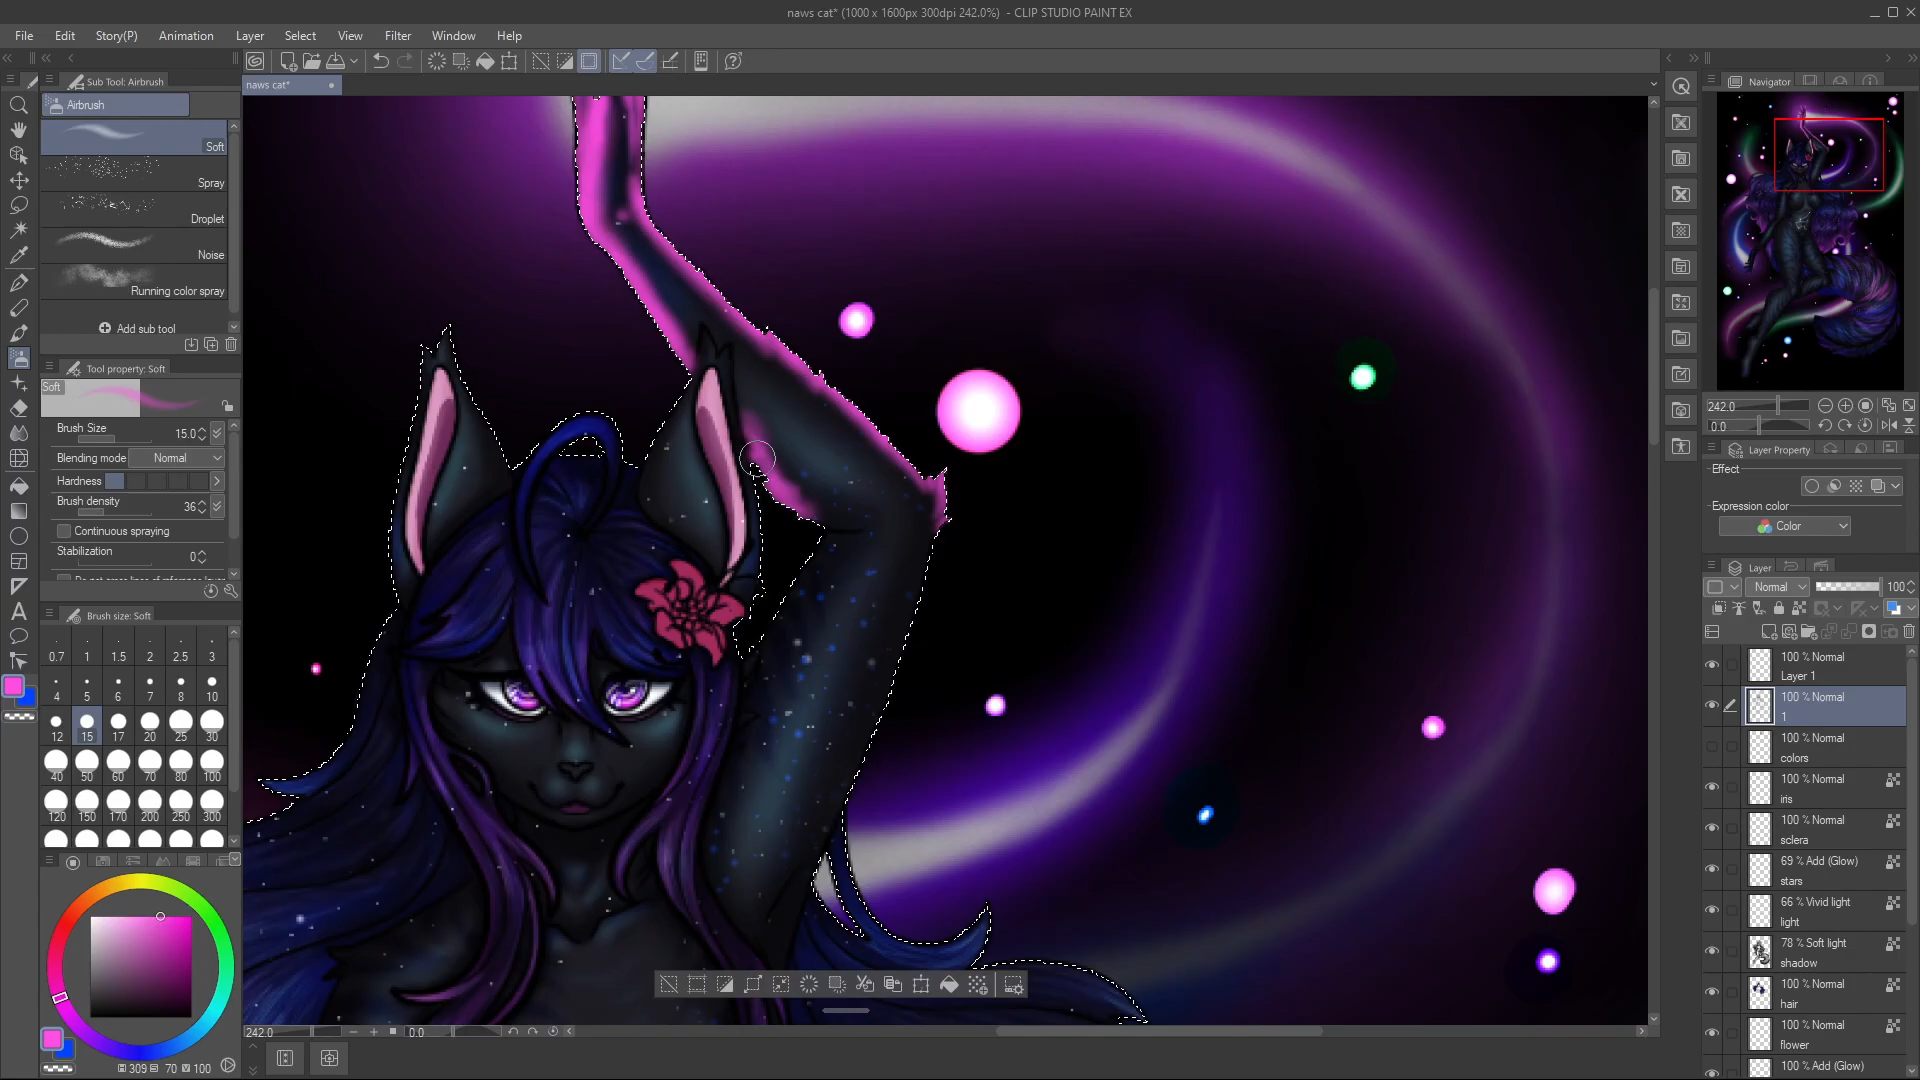 naws cat* (1000 x 1600px 300dpi 242.0%) - CLIP STUDIO PAINT EX
File Edit Story(P) Animation Layer Select View Filter Window Help
Sub Tool: Airbrush
naws cat*
Navigator
Airbrush
Soft
Spray
Droplet
Noise
Running color spray
Add sub tool
Tool property: Soft
Soft
Brush Size 15.0
Blending mode Normal
Hardness
Brush density 36
Continuous spraying
Stabilization 0
Brush size: Soft
0.7 1 1.5 2 2.5 3
4 5 6 7 8 10
12 15 17 20 25 30
40 50 60 70 80 100
120 150 170 200 250 300
309 70 100
242.0 0.0
242.0
0.0
Layer Property
Effect
Expression color
Color
Layer
Normal 100
100 % Normal
Layer 1
100 % Normal
1
100 % Normal
colors
100 % Normal
iris
100 % Normal
sclera
69 % Add (Glow)
stars
66 % Vivid light
light
78 % Soft light
shadow
100 % Normal
hair
100 % Normal
flower
100 % Add (Glow)